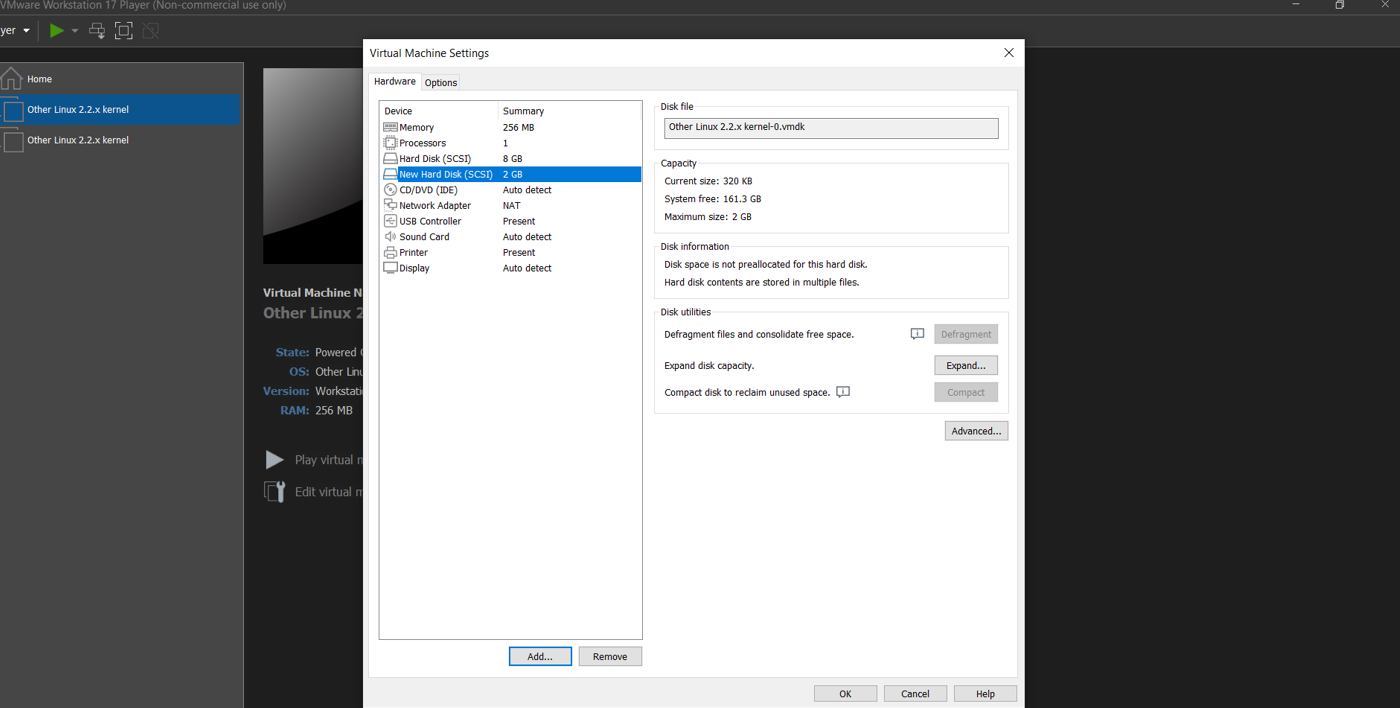 VMware Workstation 17 Player (Non-commercial use only)
yer
Home
Other Linux 2.2.x kernel
Other Linux 2.2.x kernel
Virtual Machine N
Other Linux 2
State: Powered
OS: Other Linu
Version: Workstati
RAM: 256 MB
Play virtual m
Edit virtual m
Virtual Machine Settings
Hardware Options
Device Summary
Memory 256 MB
Processors 1
Hard Disk (SCSI) 8 GB
New Hard Disk (SCSI) 2 GB
CD/DVD (IDE) Auto detect
Network Adapter NAT
USB Controller Present
Sound Card Auto detect
Printer Present
Display Auto detect
Add... Remove
Disk file
Other Linux 2.2.x kernel-0.vmdk
Capacity
Current size: 320 KB
System free: 161.3 GB
Maximum size: 2 GB
Disk information
Disk space is not preallocated for this hard disk.
Hard disk contents are stored in multiple files.
Disk utilities
Defragment files and consolidate free space. Defragment
Expand disk capacity. Expand...
Compact disk to reclaim unused space. Compact
Advanced...
OK Cancel Help